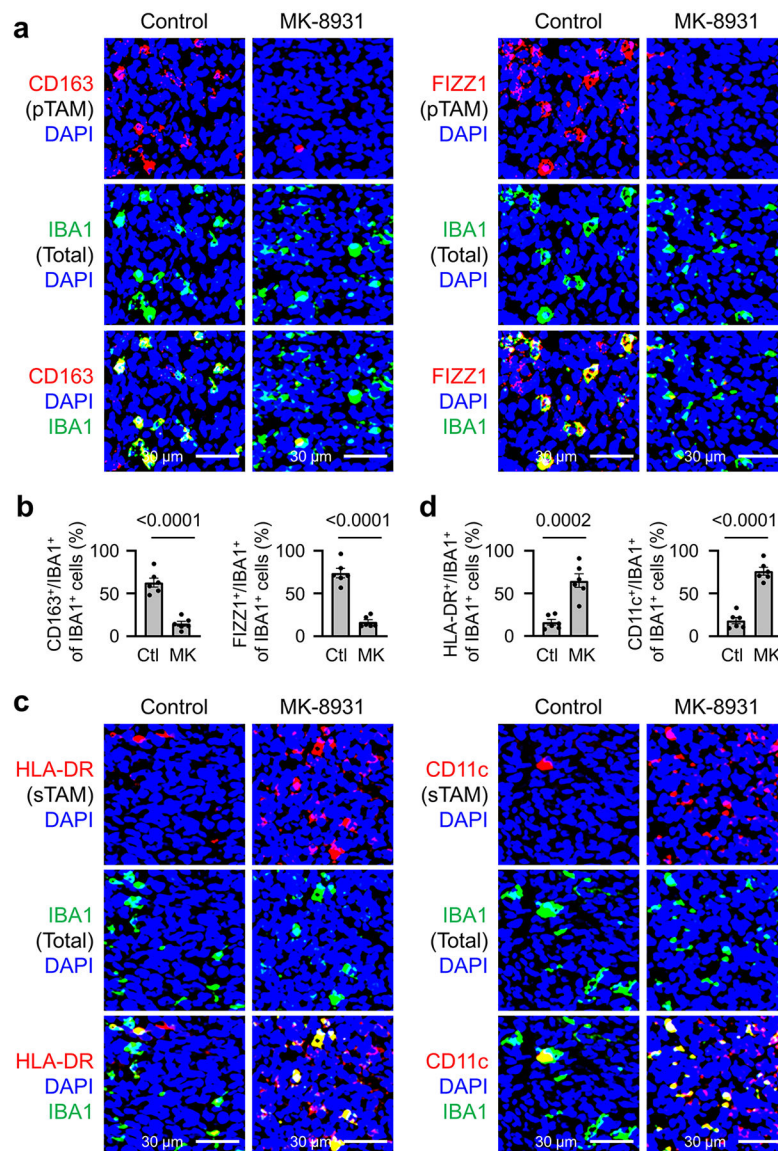 a
Control
MK-8931
Control
MK-8931
CD163
(pTAM)
DAPI
FIZZ1
(pTAM)
DAPI
IBA1
(Total)
DAPI
IBA1
(Total)
DAPI
CD163
DAPI
IBA1
FIZZ1
DAPI
IBA1
30 µm
30 µm
30 µm
30 µm
b
CD163⁺/IBA1⁺
of IBA1⁺ cells (%)
<0.0001
100
50
0
Ctl MK
FIZZ1⁺/IBA1⁺
of IBA1⁺ cells (%)
<0.0001
100
50
0
Ctl MK
d
HLA-DR⁺/IBA1⁺
of IBA1⁺ cells (%)
0.0002
100
50
0
Ctl MK
CD11c⁺/IBA1⁺
of IBA1⁺ cells (%)
<0.0001
100
50
0
Ctl MK
c
Control
MK-8931
Control
MK-8931
HLA-DR
(sTAM)
DAPI
CD11c
(sTAM)
DAPI
IBA1
(Total)
DAPI
IBA1
(Total)
DAPI
HLA-DR
DAPI
IBA1
CD11c
DAPI
IBA1
30 µm
30 µm
30 µm
30 µm